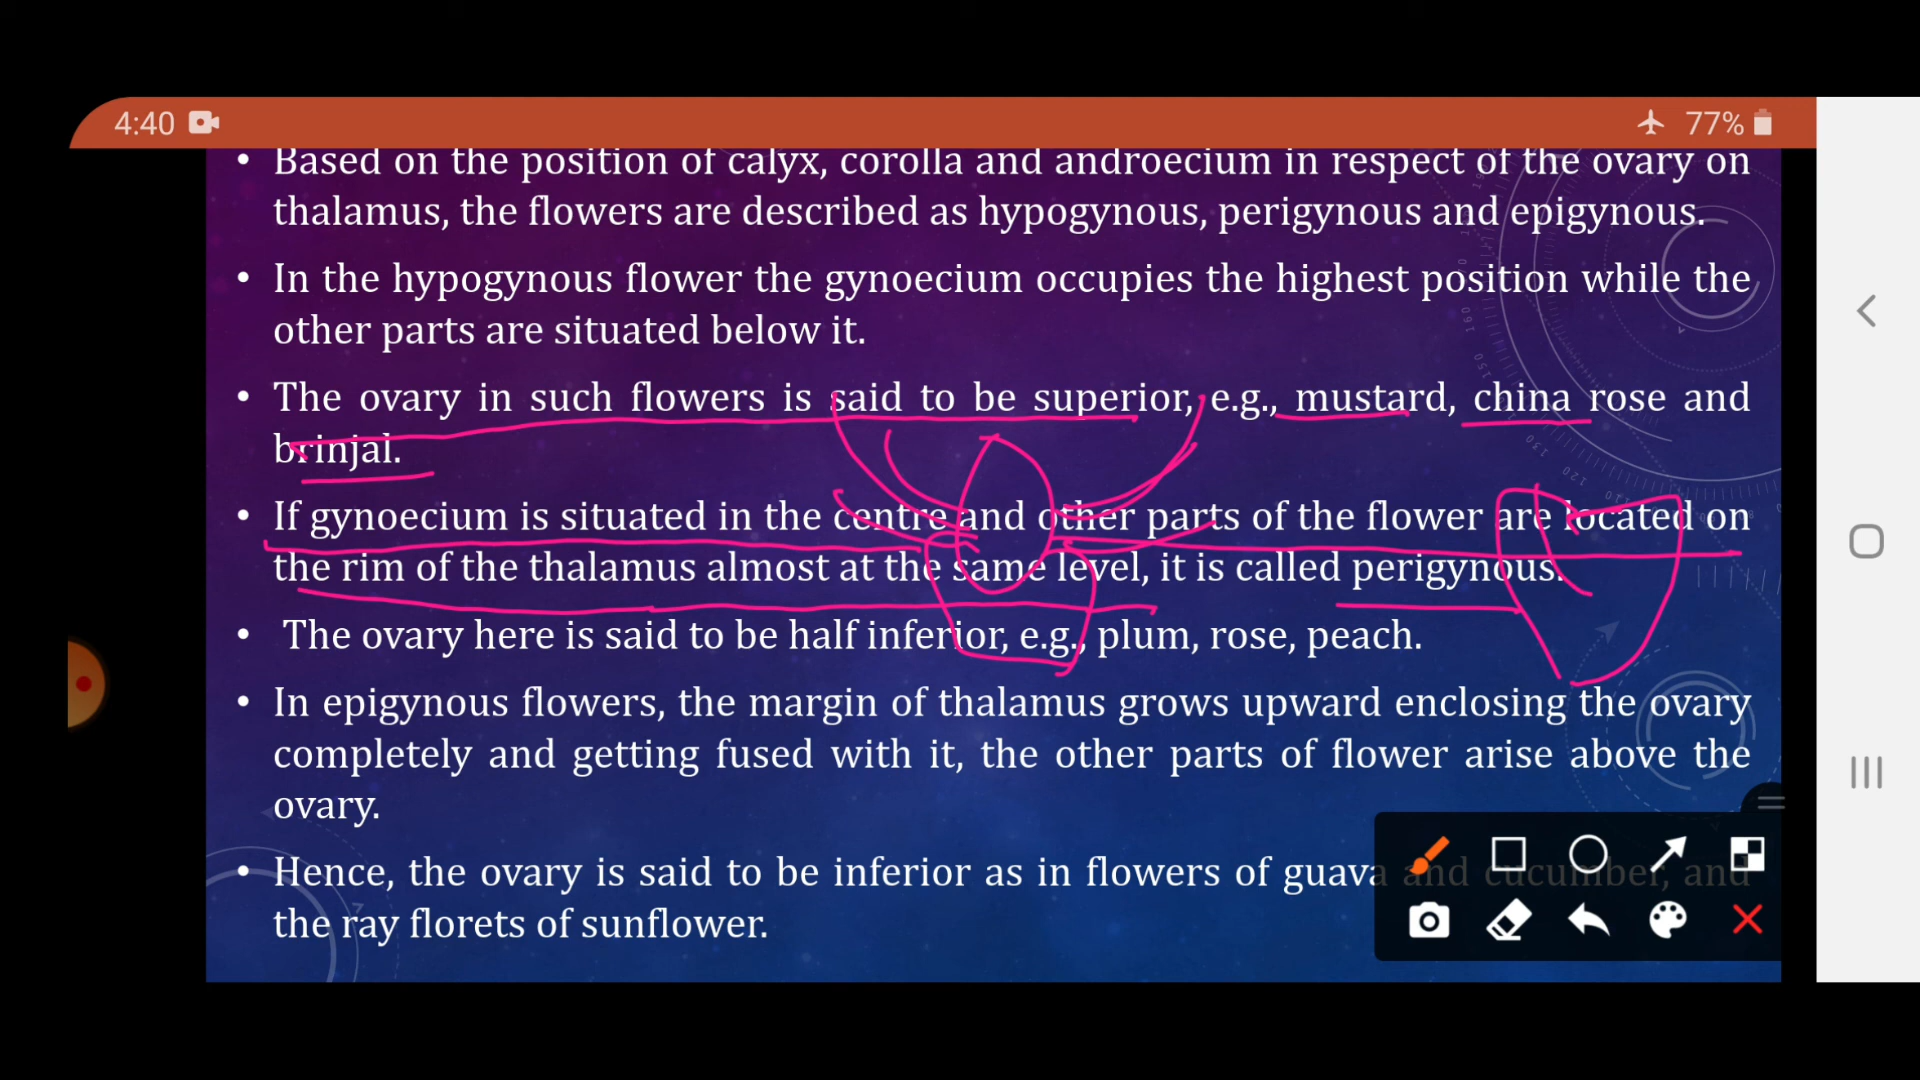 4:40
77%
• Based on the position of calyx, corolla and androecium in respect of the ovary on
thalamus, the flowers are described as hypogynous, perigynous and epigynous.
• In the hypogynous flower the gynoecium occupies the highest position while the
other parts are situated below it.
• The ovary in such flowers is said to be superior, e.g., mustard, china rose and
brinjal.
• If gynoecium is situated in the centre and other parts of the flower are located on
the rim of the thalamus almost at the same level, it is called perigynous.
• The ovary here is said to be half inferior, e.g., plum, rose, peach.
• In epigynous flowers, the margin of thalamus grows upward enclosing the ovary
completely and getting fused with it, the other parts of flower arise above the
ovary.
• Hence, the ovary is said to be inferior as in flowers of guava and cucumber, and
the ray florets of sunflower.